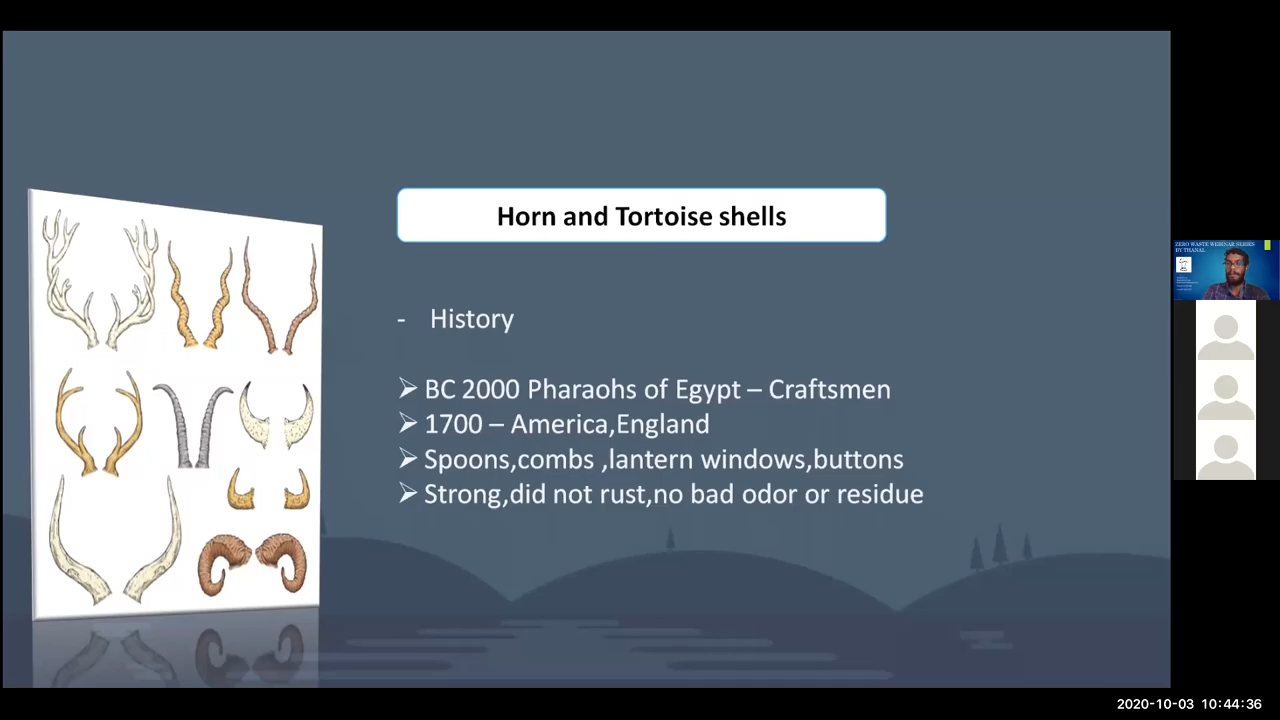 Horn and Tortoise shells
- History
➢ BC 2000 Pharaohs of Egypt – Craftsmen
➢ 1700 – America,England
➢ Spoons,combs ,lantern windows,buttons
➢ Strong,did not rust,no bad odor or residue
ZERO WASTE WEBINAR SERIES
BY THANAL
2020-10-03 10:44:36